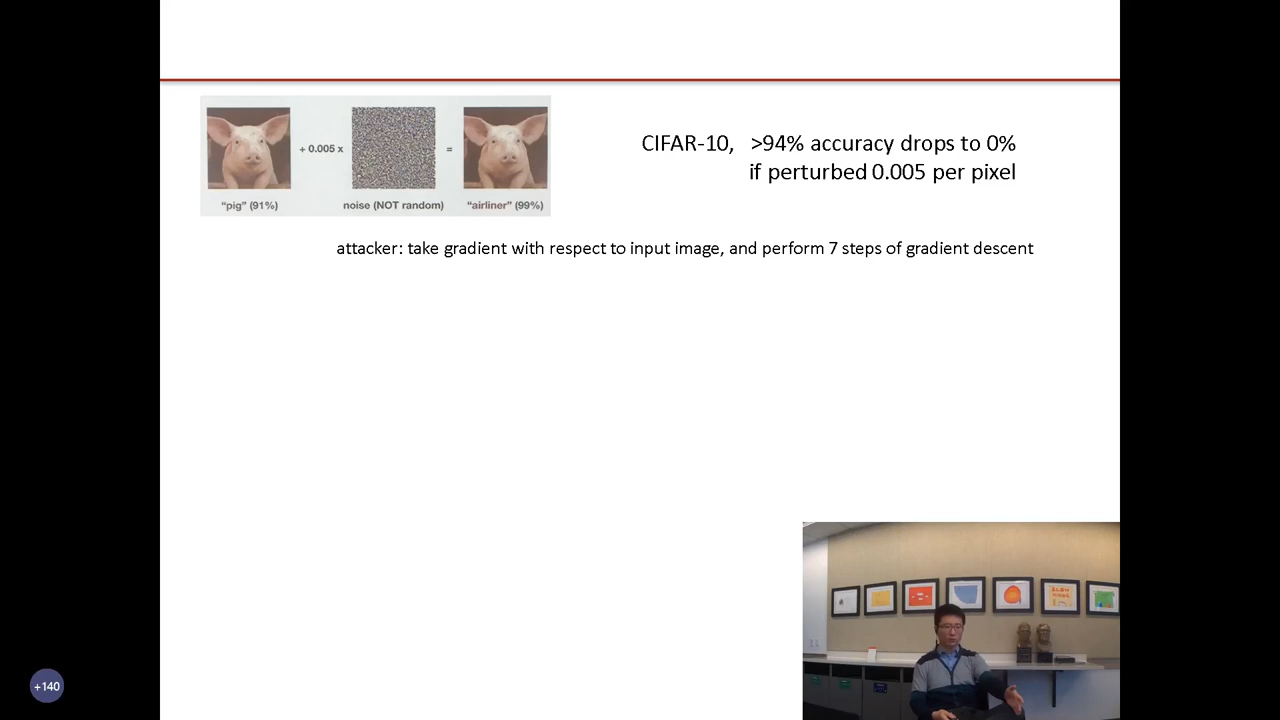 + 0.005 x
=
“pig” (91%)
noise (NOT random)
“airliner” (99%)
CIFAR-10, >94% accuracy drops to 0%
if perturbed 0.005 per pixel
attacker: take gradient with respect to input image, and perform 7 steps of gradient descent
+140